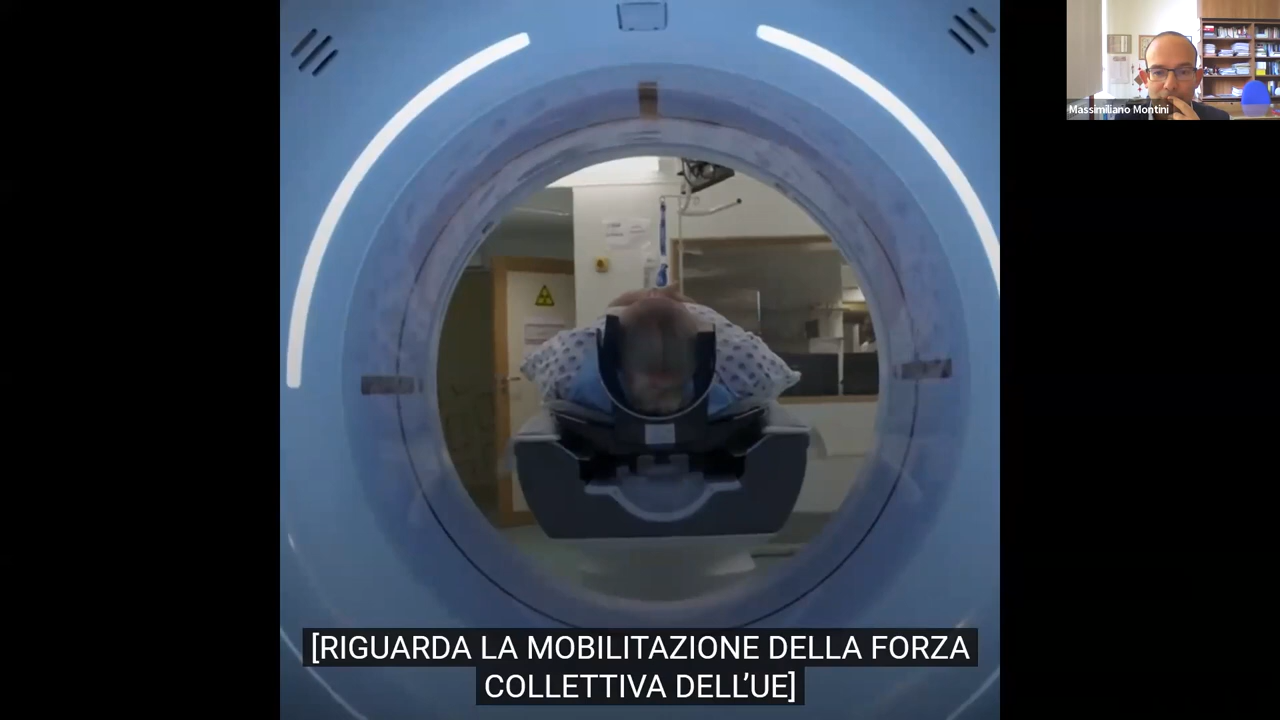 Massimiliano Montini
[RIGUARDA LA MOBILITAZIONE DELLA FORZA
COLLETTIVA DELL'UE]